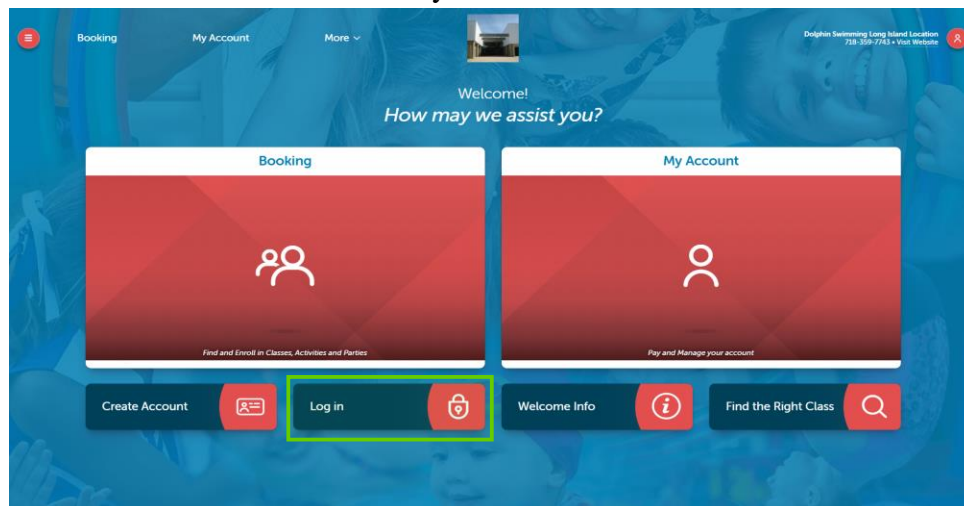 Booking
My Account
More
Dolphin Swimming Long Island Location
718-359-7743 • Visit Website
Welcome!
How may we assist you?
Booking
My Account
Find and Enroll in Classes, Activities and Parties
Pay and Manage your account
Create Account
Log in
Welcome Info
Find the Right Class